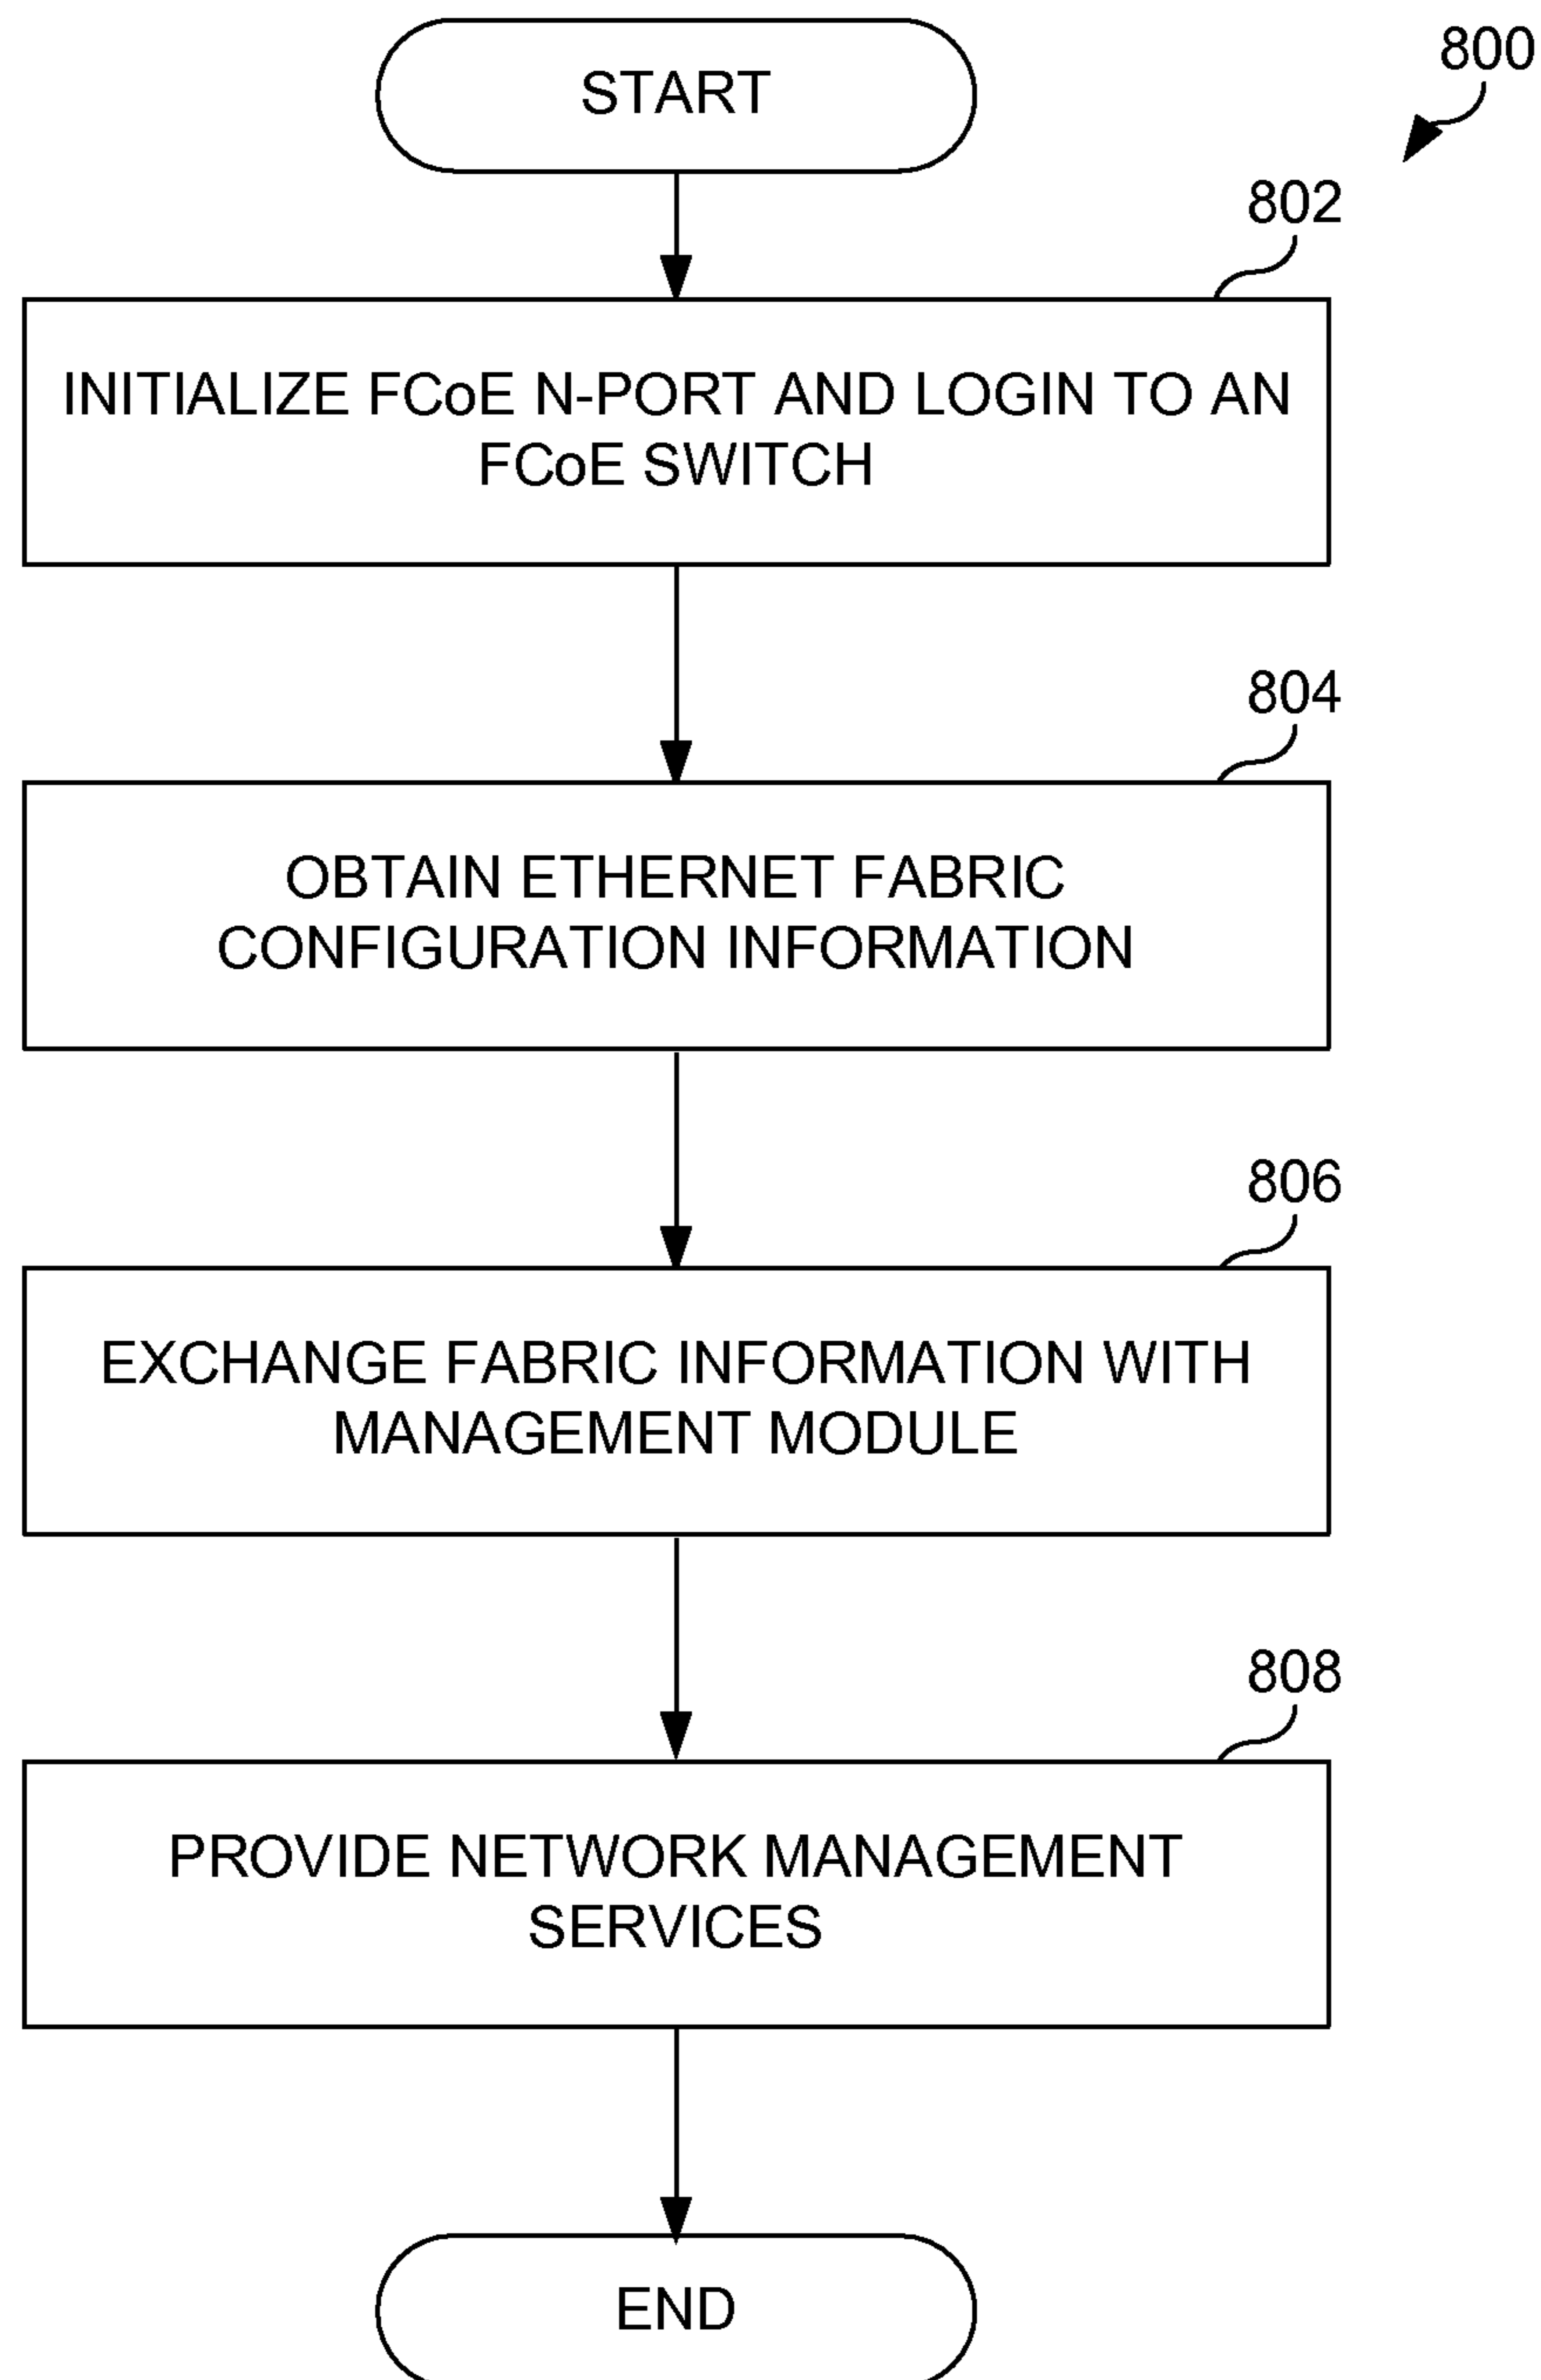 START
800
802
INITIALIZE FCoE N-PORT AND LOGIN TO AN
FCoE SWITCH
804
OBTAIN ETHERNET FABRIC
CONFIGURATION INFORMATION
806
EXCHANGE FABRIC INFORMATION WITH
MANAGEMENT MODULE
808
PROVIDE NETWORK MANAGEMENT
SERVICES
END